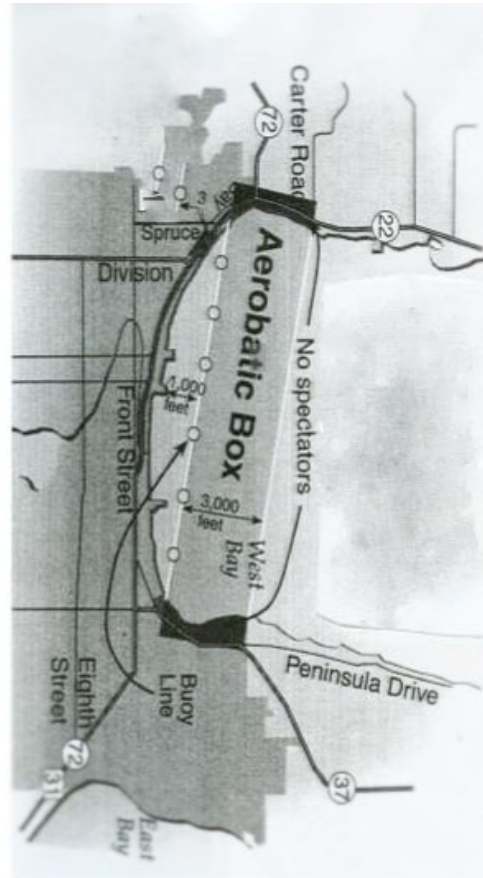 Carter Road
72
22
Bay
3
Spruce
Division
Aerobatic Box
No spectators
1,000
feet
Front Street
3,000
feet
West
Bay
Peninsula Drive
Buoy
Line
Eighth
Street
72
31
37
East
Bay